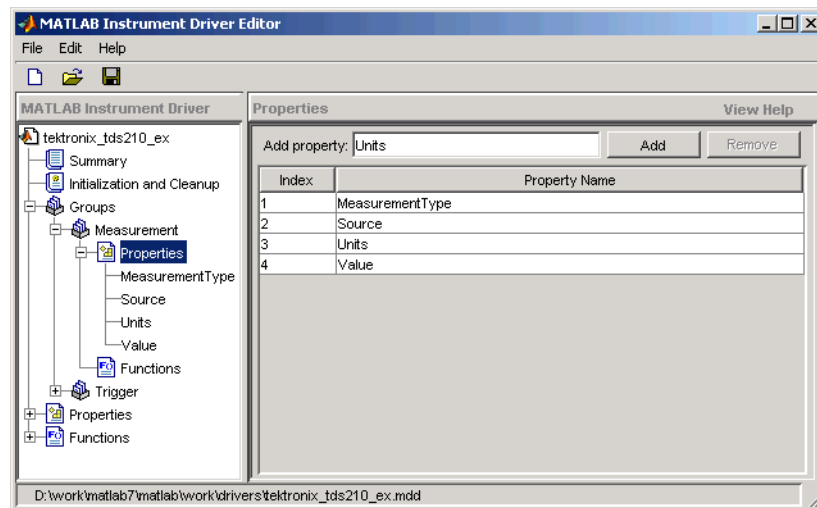 MATLAB Instrument Driver Editor
File Edit Help
MATLAB Instrument Driver
tektronix_tds210_ex
Summary
Initialization and Cleanup
Groups
Measurement
Properties
MeasurementType
Source
Units
Value
Functions
Trigger
Properties
Functions
Properties View Help
Add property: Units Add Remove
Index Property Name
1 MeasurementType
2 Source
3 Units
4 Value
D:\work\matlab7\matlab\work\drivers\tektronix_tds210_ex.mdd